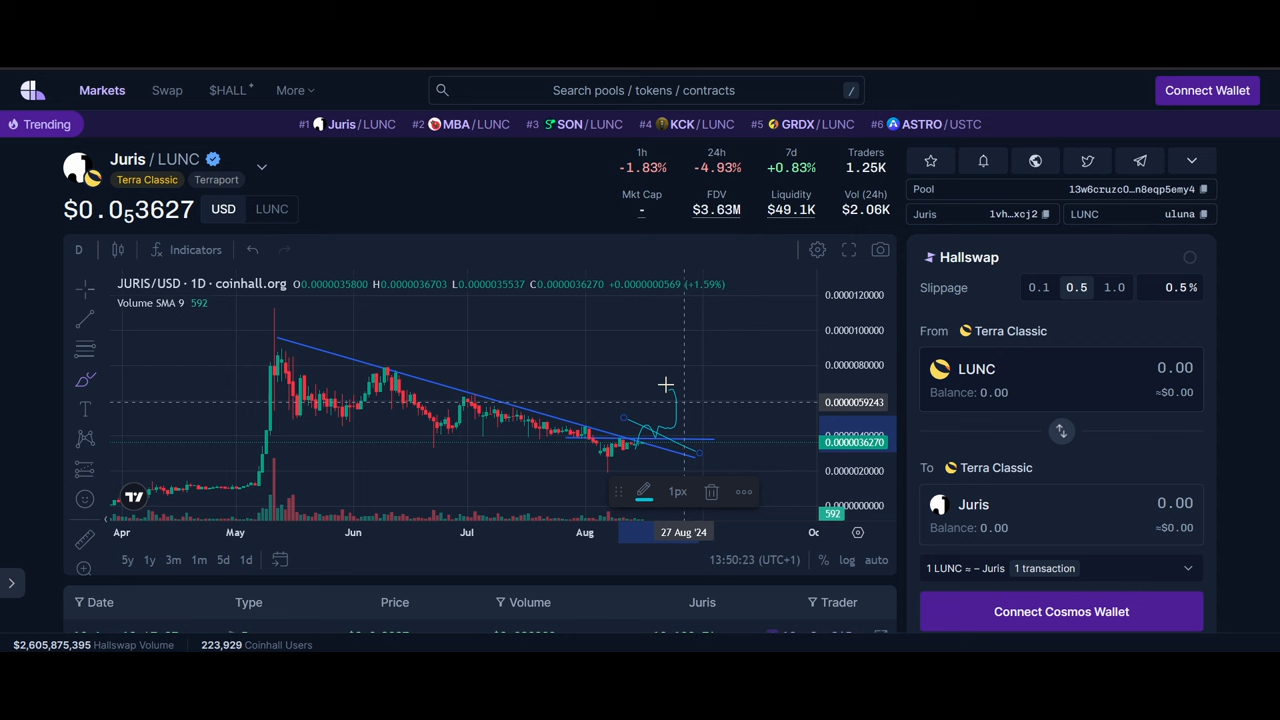 Markets Swap $HALL More Search pools / tokens / contracts / Connect Wallet
Trending #1 Juris/LUNC #2 MBA/LUNC #3 SON/LUNC #4 KCK/LUNC #5 GRDX/LUNC #6 ASTRO/USTC
Juris / LUNC
Terra Classic Terraport
$0.0₅3627 USD LUNC
1h 24h 7d Traders
-1.83% -4.93% +0.83% 1.25K
Mkt Cap FDV Liquidity Vol (24h)
- $3.63M $49.1K $2.06K
Pool 13w6cruzc0...n8eqp5emy4
Juris 1vh...xcj2 LUNC uluna
D Indicators
JURIS/USD · 1D · coinhall.org O0.0000035800 H0.0000036703 L0.0000035537 C0.0000036270 +0.0000000569 (+1.59%)
Volume SMA 9 592
0.0000120000
0.0000100000
0.0000080000
0.0000059243
0.0000036270
0.0000020000
592
1px
Apr May Jun Jul Aug 27 Aug '24
5y 1y 3m 1m 5d 1d 13:50:23 (UTC+1) % log auto
Date Type Price Volume Juris Trader
Hallswap
Slippage 0.1 0.5 1.0 0.5%
From Terra Classic
LUNC 0.00
Balance: 0.00 ≈$0.00
To Terra Classic
Juris 0.00
Balance: 0.00 ≈$0.00
1 LUNC ≈ – Juris 1 transaction
Connect Cosmos Wallet
$2,605,875,395 Hallswap Volume 223,929 Coinhall Users